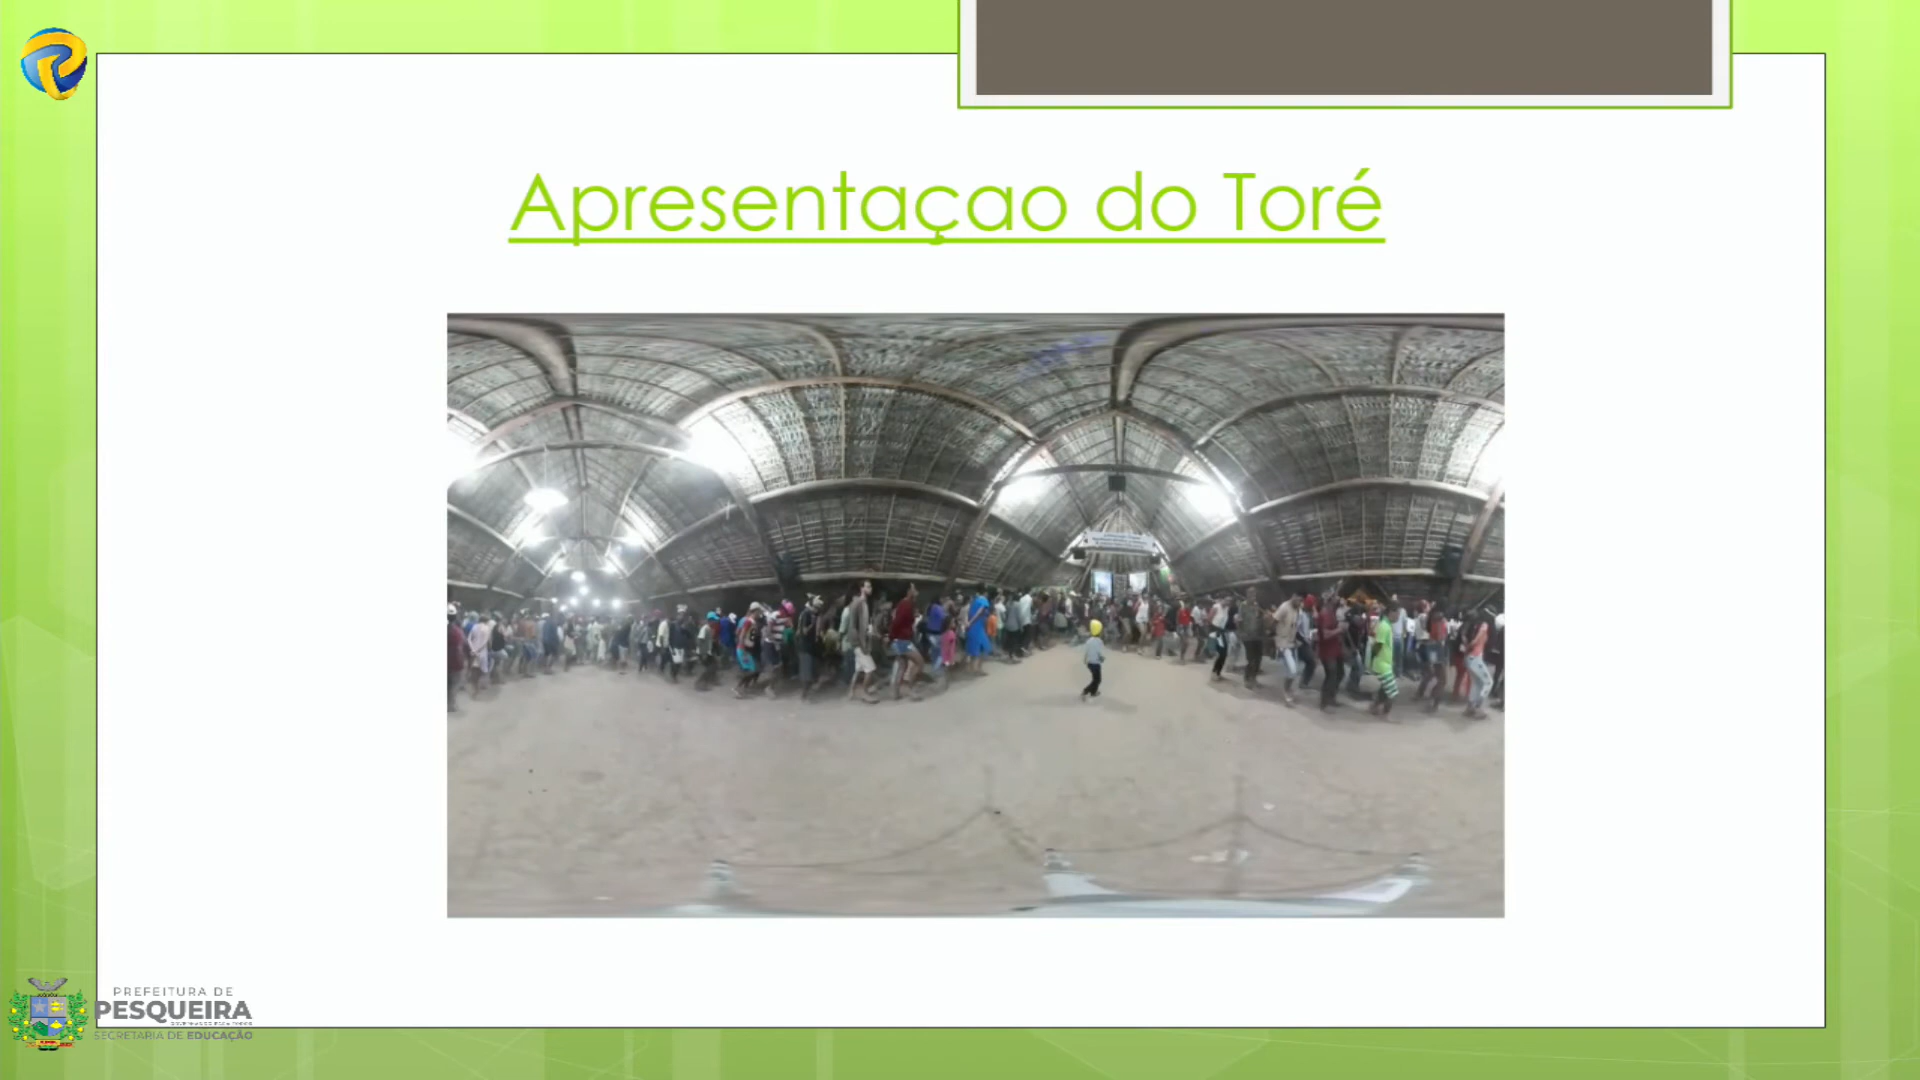 Apresentaçao do Toré
PREFEITURA DE
PESQUEIRA
SECRETARIA DE EDUCAÇÃO